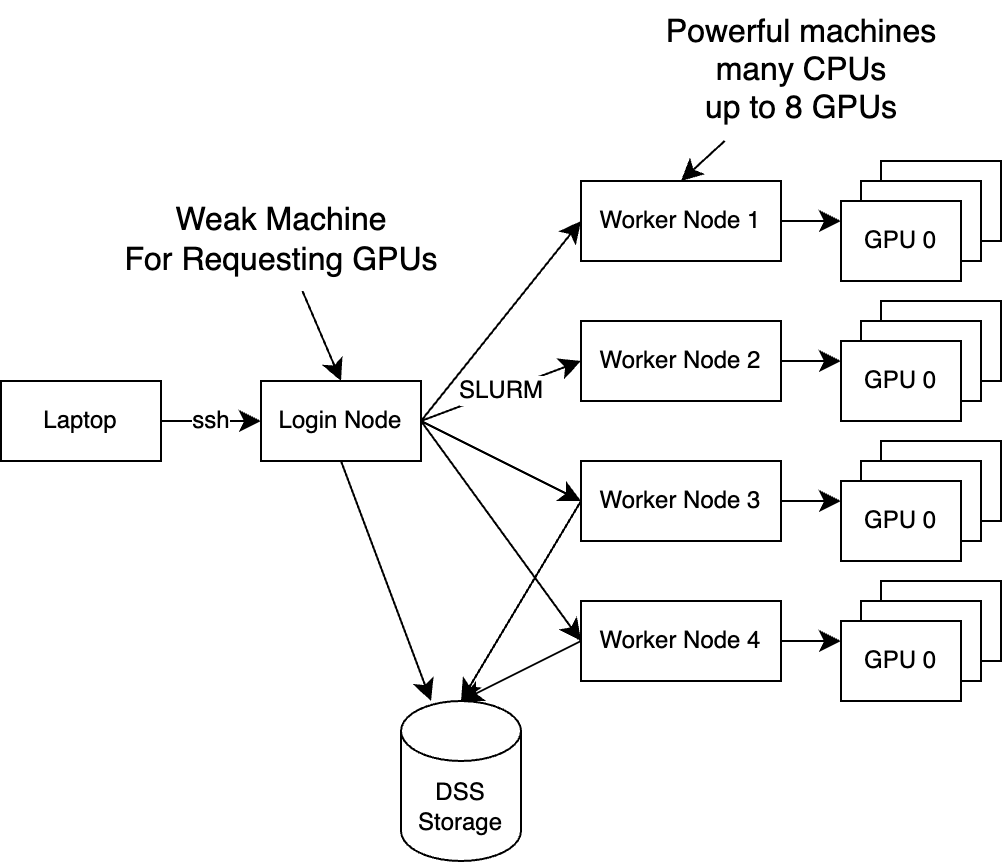 Powerful machines
many CPUs
up to 8 GPUs
Weak Machine
For Requesting GPUs
Laptop
ssh
Login Node
SLURM
Worker Node 1
GPU 0
Worker Node 2
GPU 0
Worker Node 3
GPU 0
Worker Node 4
GPU 0
DSS
Storage